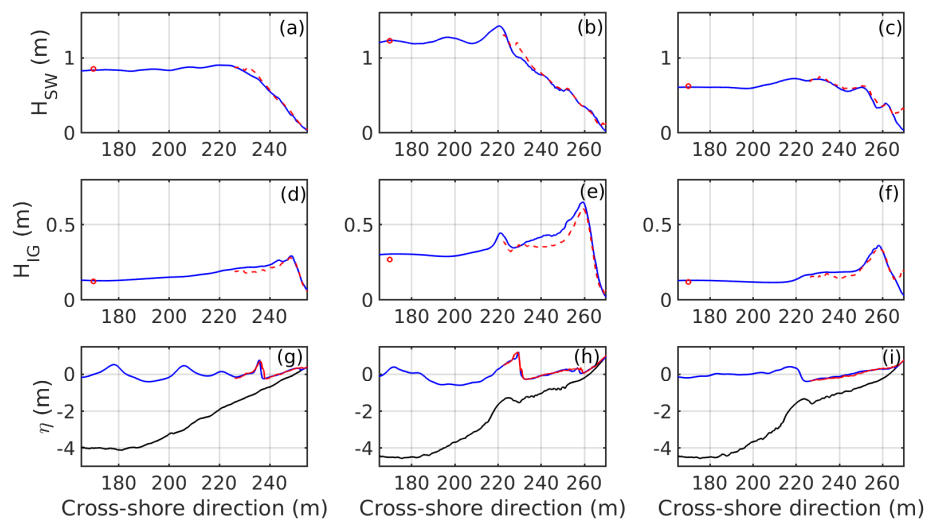 (a)
(b)
(c)
H_SW (m)
1
0
180 200 220 240
1
0
180 200 220 240 260
1
0
180 200 220 240 260
(d)
(e)
(f)
H_IG (m)
0.5
0
180 200 220 240
0.5
0
180 200 220 240 260
0.5
0
180 200 220 240 260
(g)
(h)
(i)
η (m)
0
-2
-4
180 200 220 240
0
-2
-4
180 200 220 240 260
0
-2
-4
180 200 220 240 260
Cross-shore direction (m)
Cross-shore direction (m)
Cross-shore direction (m)